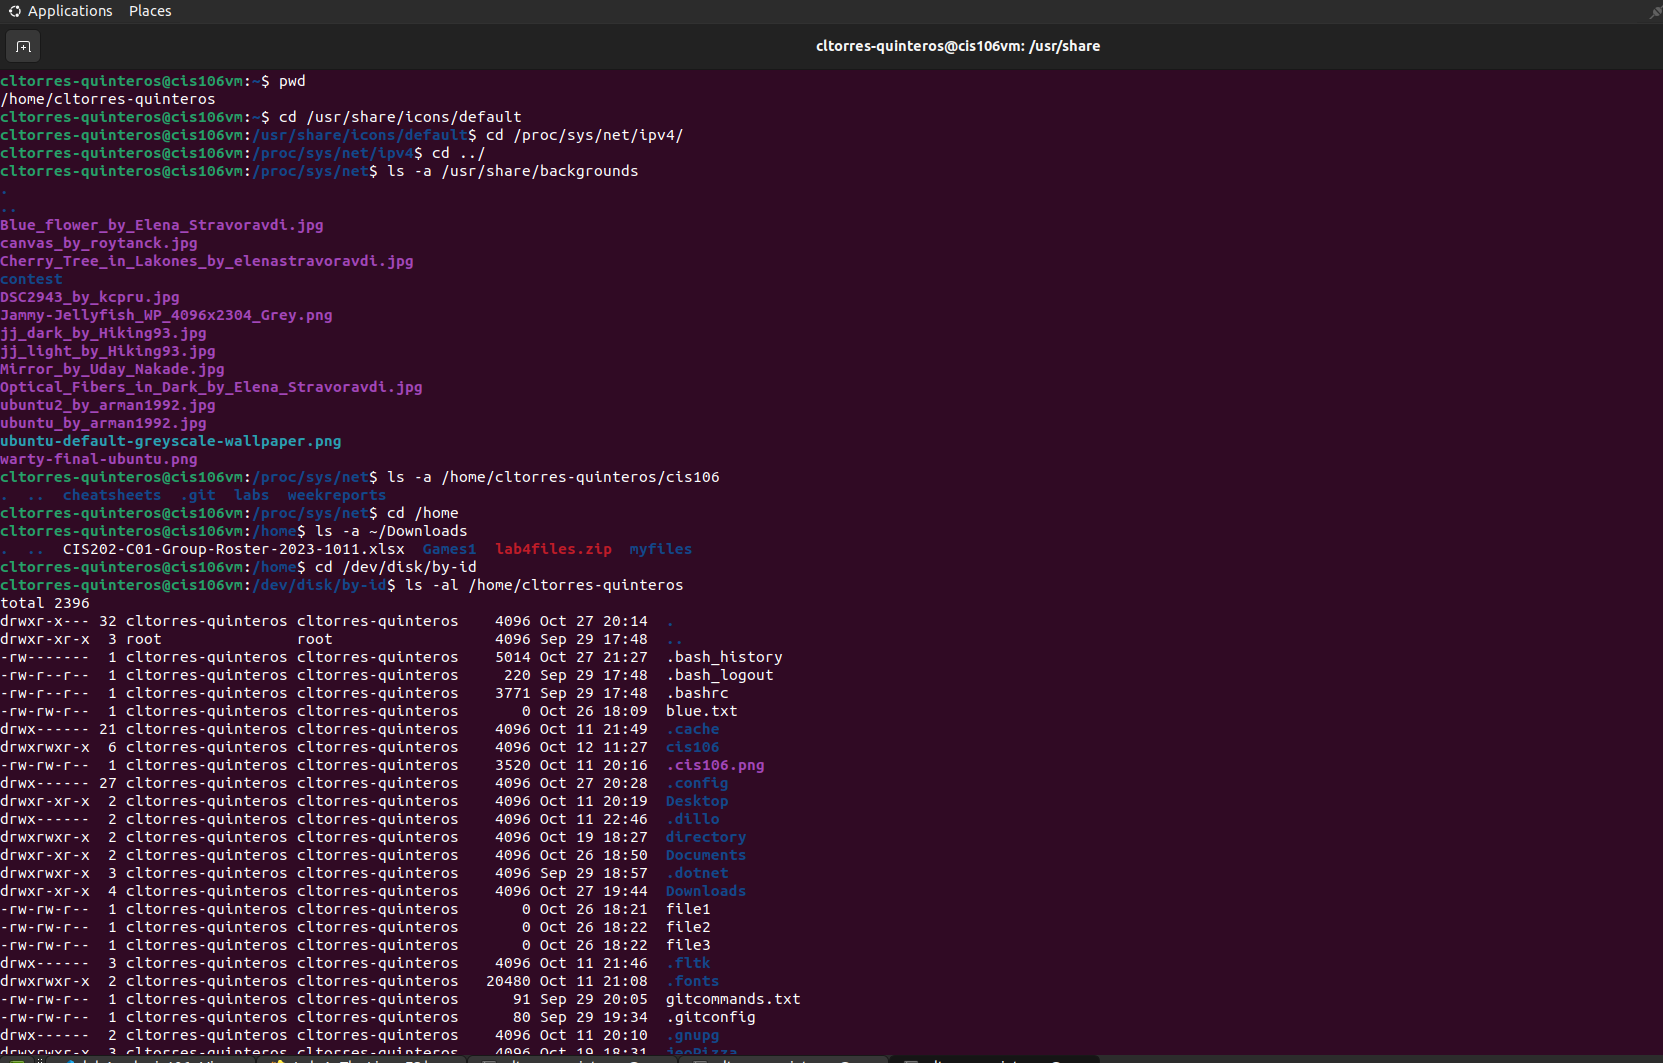 Applications Places
cltorres-quinteros@cis106vm: /usr/share
cltorres-quinteros@cis106vm:~$ pwd
/home/cltorres-quinteros
cltorres-quinteros@cis106vm:~$ cd /usr/share/icons/default
cltorres-quinteros@cis106vm:/usr/share/icons/default$ cd /proc/sys/net/ipv4/
cltorres-quinteros@cis106vm:/proc/sys/net/ipv4$ cd ../
cltorres-quinteros@cis106vm:/proc/sys/net$ ls -a /usr/share/backgrounds
.
..
Blue_flower_by_Elena_Stravoravdi.jpg
canvas_by_roytanck.jpg
Cherry_Tree_in_Lakones_by_elenastravoravdi.jpg
contest
DSC2943_by_kcpru.jpg
Jammy-Jellyfish_WP_4096x2304_Grey.png
jj_dark_by_Hiking93.jpg
jj_light_by_Hiking93.jpg
Mirror_by_Uday_Nakade.jpg
Optical_Fibers_in_Dark_by_Elena_Stravoravdi.jpg
ubuntu2_by_arman1992.jpg
ubuntu_by_arman1992.jpg
ubuntu-default-greyscale-wallpaper.png
warty-final-ubuntu.png
cltorres-quinteros@cis106vm:/proc/sys/net$ ls -a /home/cltorres-quinteros/cis106
.  ..  cheatsheets  .git  labs  weekreports
cltorres-quinteros@cis106vm:/proc/sys/net$ cd /home
cltorres-quinteros@cis106vm:/home$ ls -a ~/Downloads
.  ..  CIS202-C01-Group-Roster-2023-1011.xlsx  Games1  lab4files.zip  myfiles
cltorres-quinteros@cis106vm:/home$ cd /dev/disk/by-id
cltorres-quinteros@cis106vm:/dev/disk/by-id$ ls -al /home/cltorres-quinteros
total 2396
drwxr-x--- 32 cltorres-quinteros cltorres-quinteros    4096 Oct 27 20:14  .
drwxr-xr-x  3 root               root                  4096 Sep 29 17:48  ..
-rw-------  1 cltorres-quinteros cltorres-quinteros    5014 Oct 27 21:27  .bash_history
-rw-r--r--  1 cltorres-quinteros cltorres-quinteros     220 Sep 29 17:48  .bash_logout
-rw-r--r--  1 cltorres-quinteros cltorres-quinteros    3771 Sep 29 17:48  .bashrc
-rw-rw-r--  1 cltorres-quinteros cltorres-quinteros       0 Oct 26 18:09  blue.txt
drwx------ 21 cltorres-quinteros cltorres-quinteros    4096 Oct 11 21:49  .cache
drwxrwxr-x  6 cltorres-quinteros cltorres-quinteros    4096 Oct 12 11:27  cis106
-rw-rw-r--  1 cltorres-quinteros cltorres-quinteros    3520 Oct 11 20:16  .cis106.png
drwx------ 27 cltorres-quinteros cltorres-quinteros    4096 Oct 27 20:28  .config
drwxr-xr-x  2 cltorres-quinteros cltorres-quinteros    4096 Oct 11 20:19  Desktop
drwx------  2 cltorres-quinteros cltorres-quinteros    4096 Oct 11 22:46  .dillo
drwxrwxr-x  2 cltorres-quinteros cltorres-quinteros    4096 Oct 19 18:27  directory
drwxr-xr-x  2 cltorres-quinteros cltorres-quinteros    4096 Oct 26 18:50  Documents
drwxrwxr-x  3 cltorres-quinteros cltorres-quinteros    4096 Sep 29 18:57  .dotnet
drwxr-xr-x  4 cltorres-quinteros cltorres-quinteros    4096 Oct 27 19:44  Downloads
-rw-rw-r--  1 cltorres-quinteros cltorres-quinteros       0 Oct 26 18:21  file1
-rw-rw-r--  1 cltorres-quinteros cltorres-quinteros       0 Oct 26 18:22  file2
-rw-rw-r--  1 cltorres-quinteros cltorres-quinteros       0 Oct 26 18:22  file3
drwx------  3 cltorres-quinteros cltorres-quinteros    4096 Oct 11 21:46  .fltk
drwxrwxr-x  2 cltorres-quinteros cltorres-quinteros   20480 Oct 11 21:08  .fonts
-rw-rw-r--  1 cltorres-quinteros cltorres-quinteros      91 Sep 29 20:05  gitcommands.txt
-rw-rw-r--  1 cltorres-quinteros cltorres-quinteros      80 Sep 29 19:34  .gitconfig
drwx------  2 cltorres-quinteros cltorres-quinteros    4096 Oct 11 20:10  .gnupg
drwxrwxr-x  3 cltorres-quinteros cltorres-quinteros    4096 Oct 19 18:31